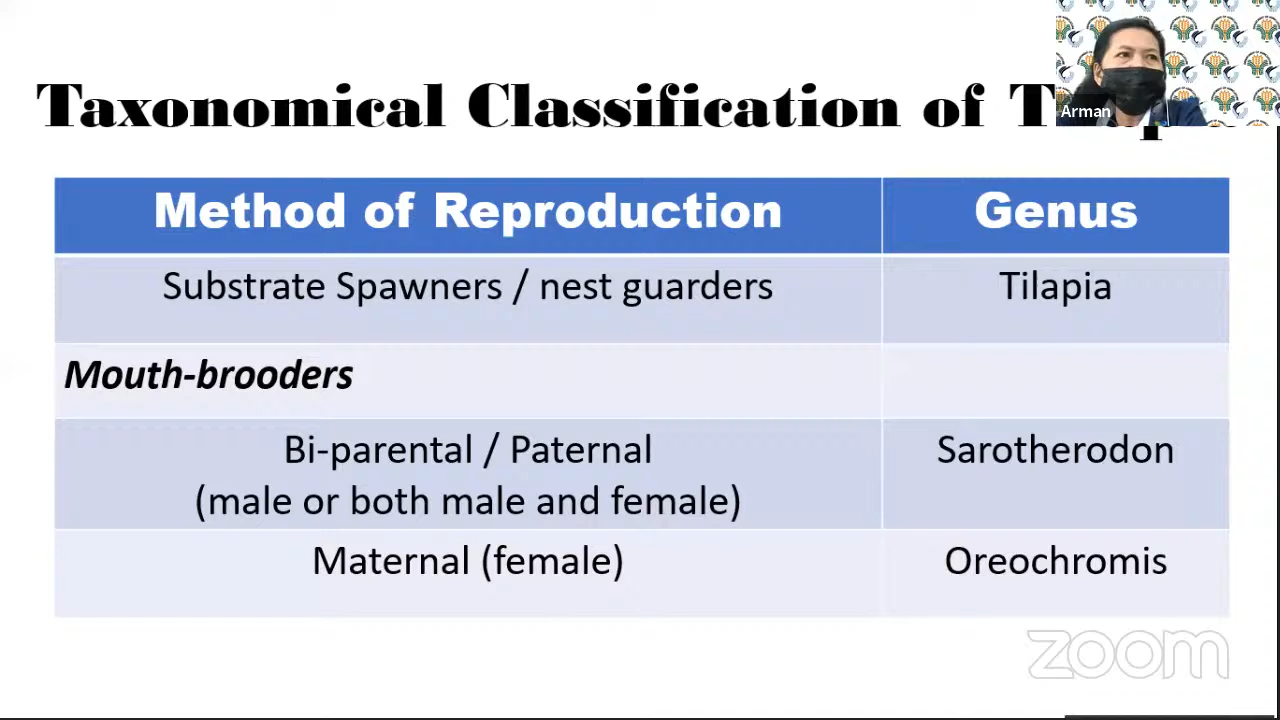 Taxonomical Classification of
Arman
Method of Reproduction Genus
Substrate Spawners / nest guarders Tilapia
Mouth-brooders
Bi-parental / Paternal Sarotherodon
(male or both male and female)
Maternal (female) Oreochromis
zoom